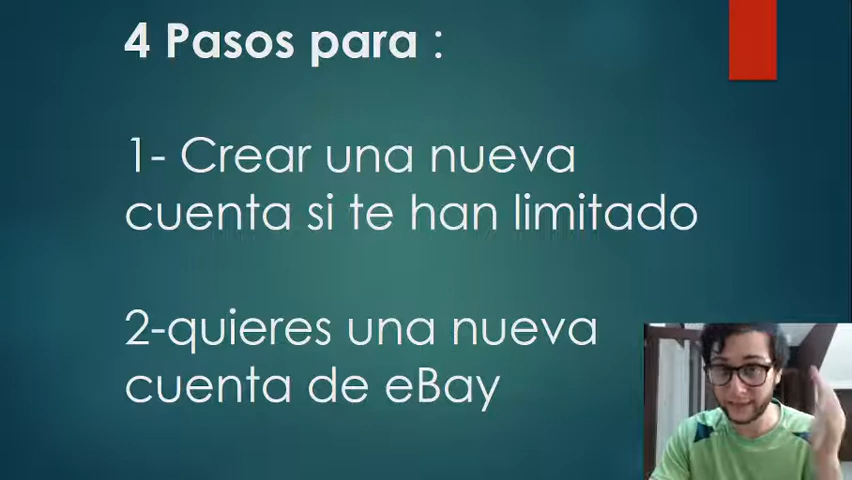 4 Pasos para :
1- Crear una nueva
cuenta si te han limitado
2-quieres una nueva
cuenta de eBay